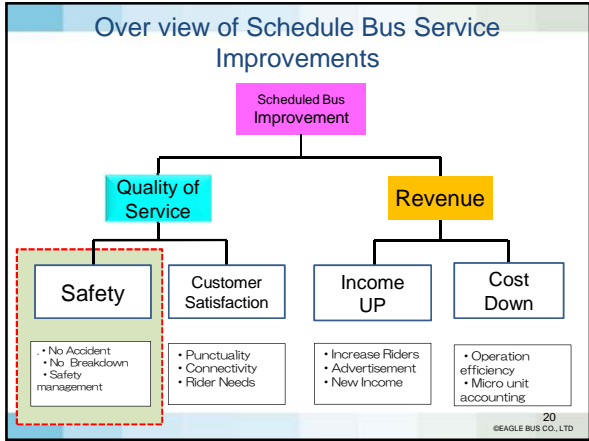 Over view of Schedule Bus Service
Improvements
Scheduled Bus
Improvement
Quality of
Service
Revenue
Safety
Customer
Satisfaction
Income
UP
Cost
Down
. • No Accident
• No Breakdown
• Safety
management
• Punctuality
• Connectivity
• Rider Needs
• Increase Riders
• Advertisement
• New Income
• Operation
efficiency
• Micro unit
accounting
20
©EAGLE BUS CO., LTD